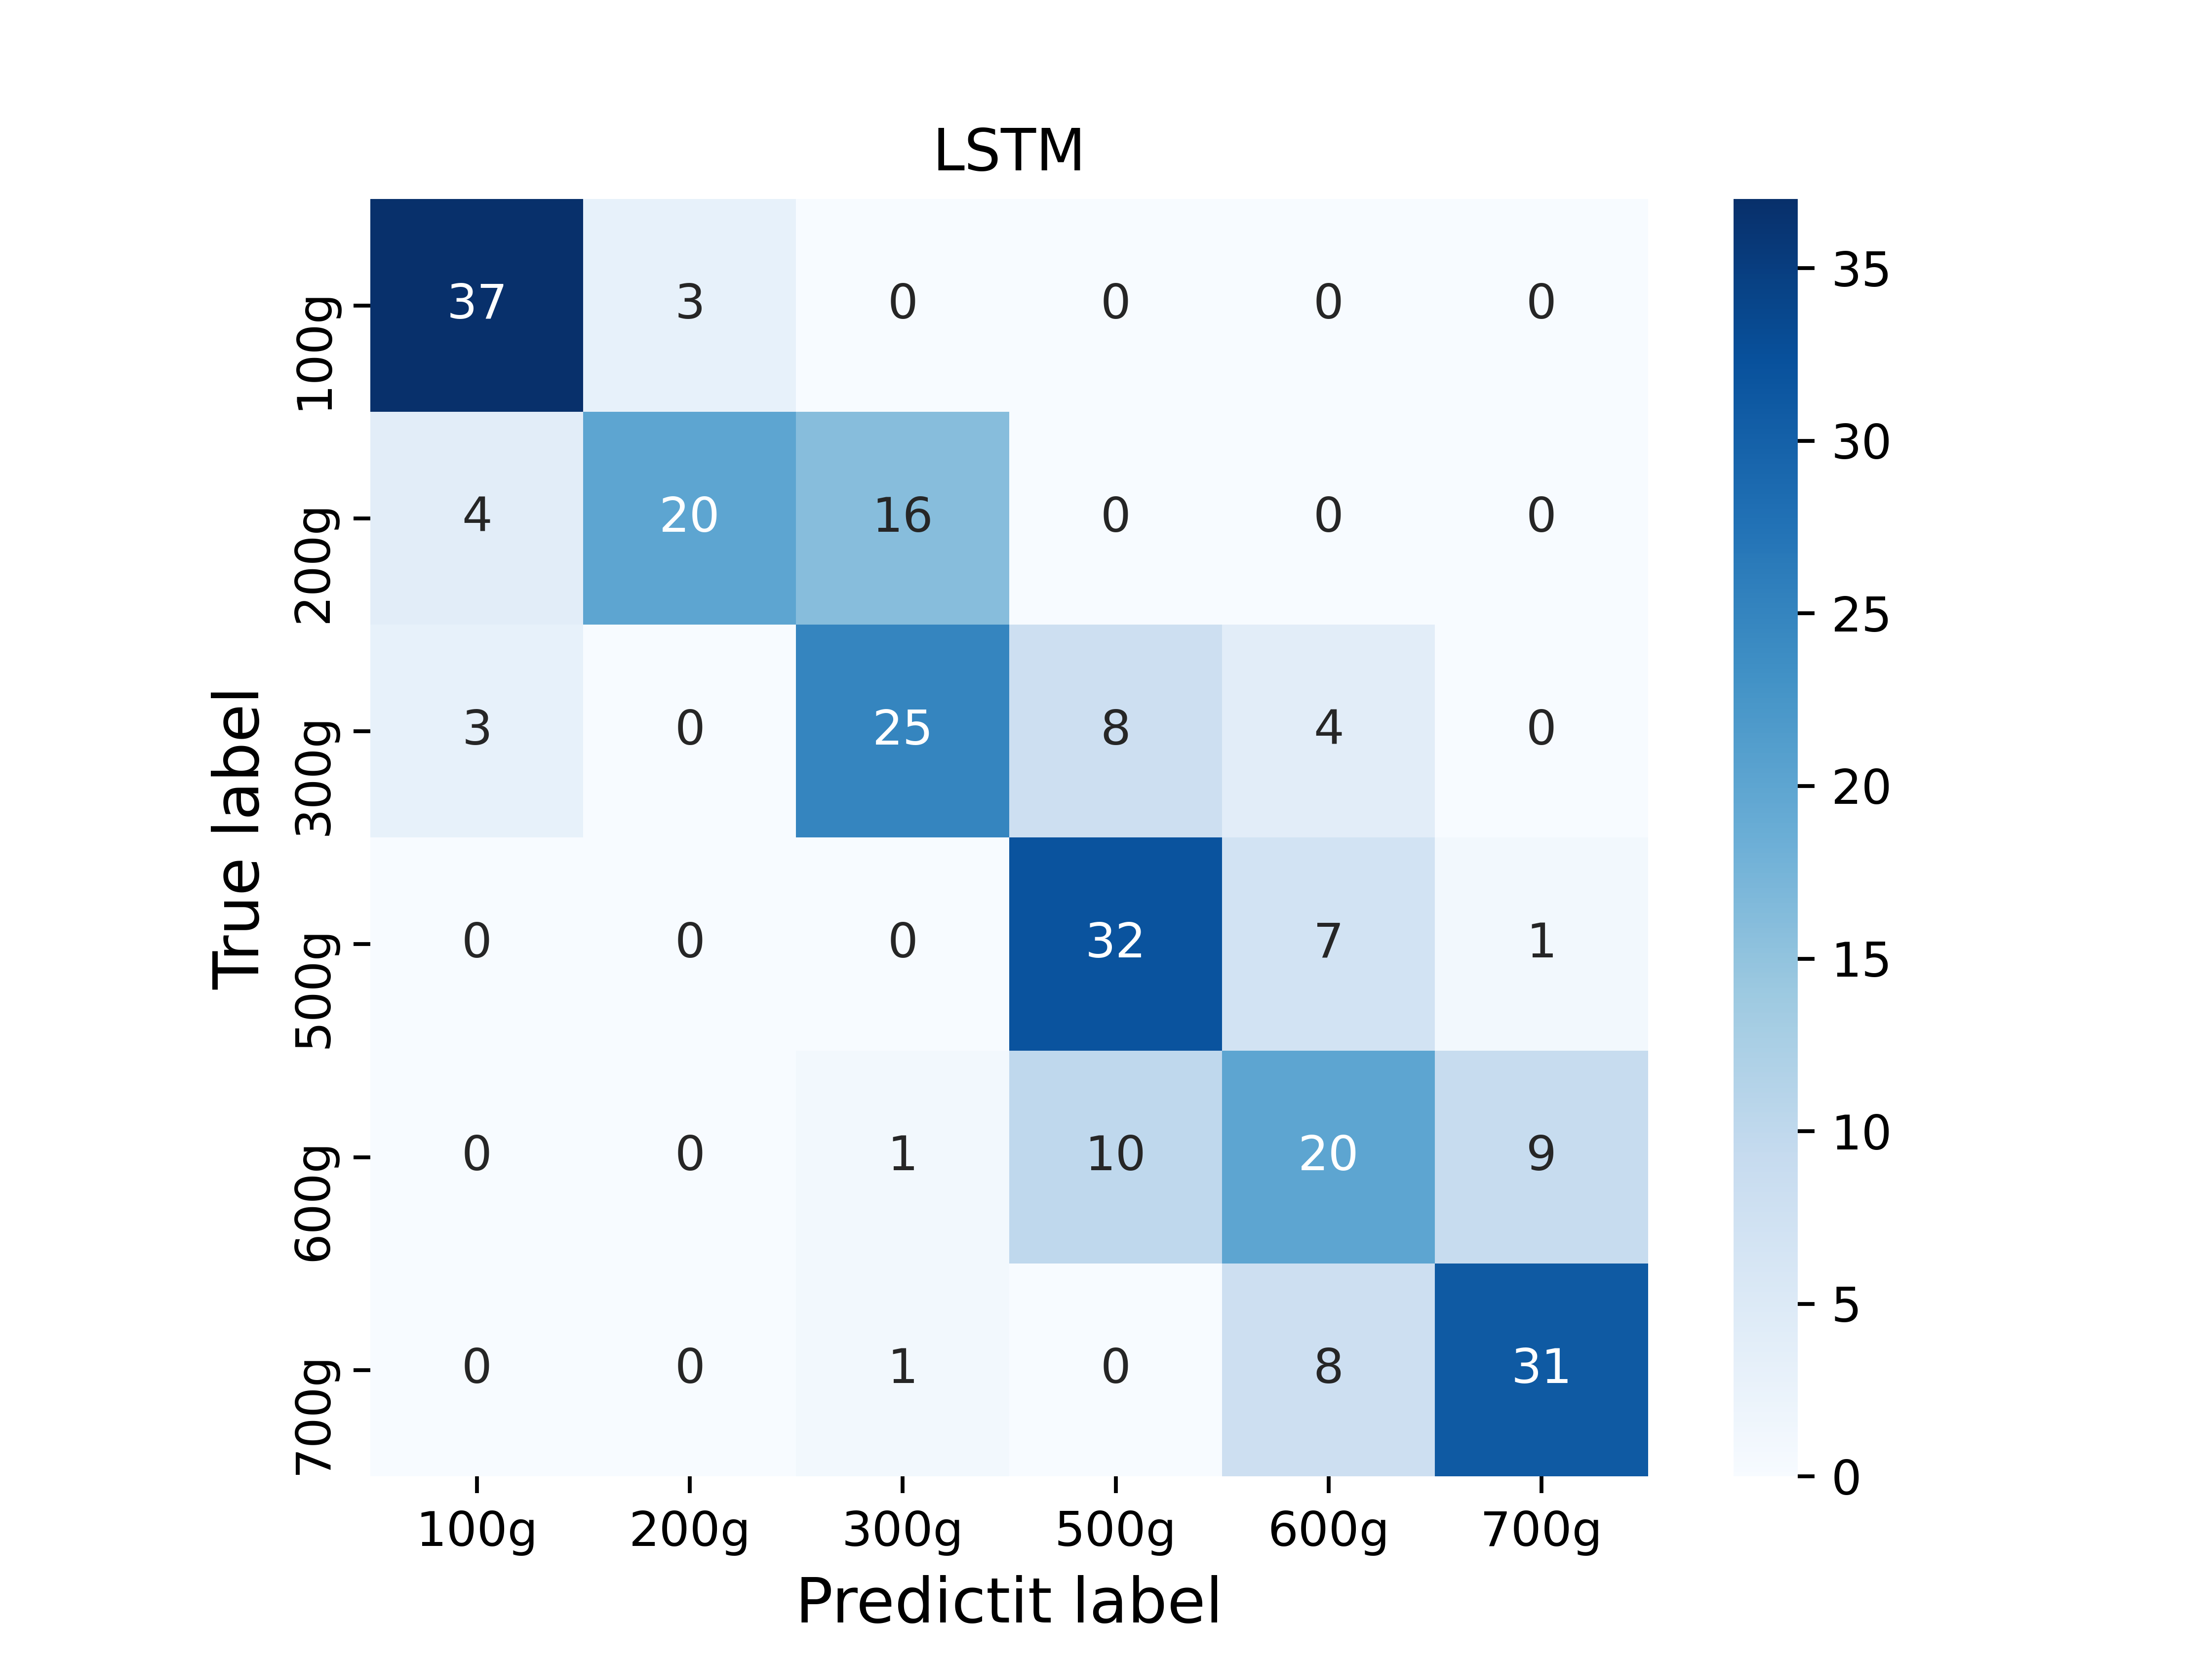 LSTM
True label
100g 37 3 0 0 0 0
200g 4 20 16 0 0 0
300g 3 0 25 8 4 0
500g 0 0 0 32 7 1
600g 0 0 1 10 20 9
700g 0 0 1 0 8 31
100g 200g 300g 500g 600g 700g
Predictit label
35
30
25
20
15
10
5
0